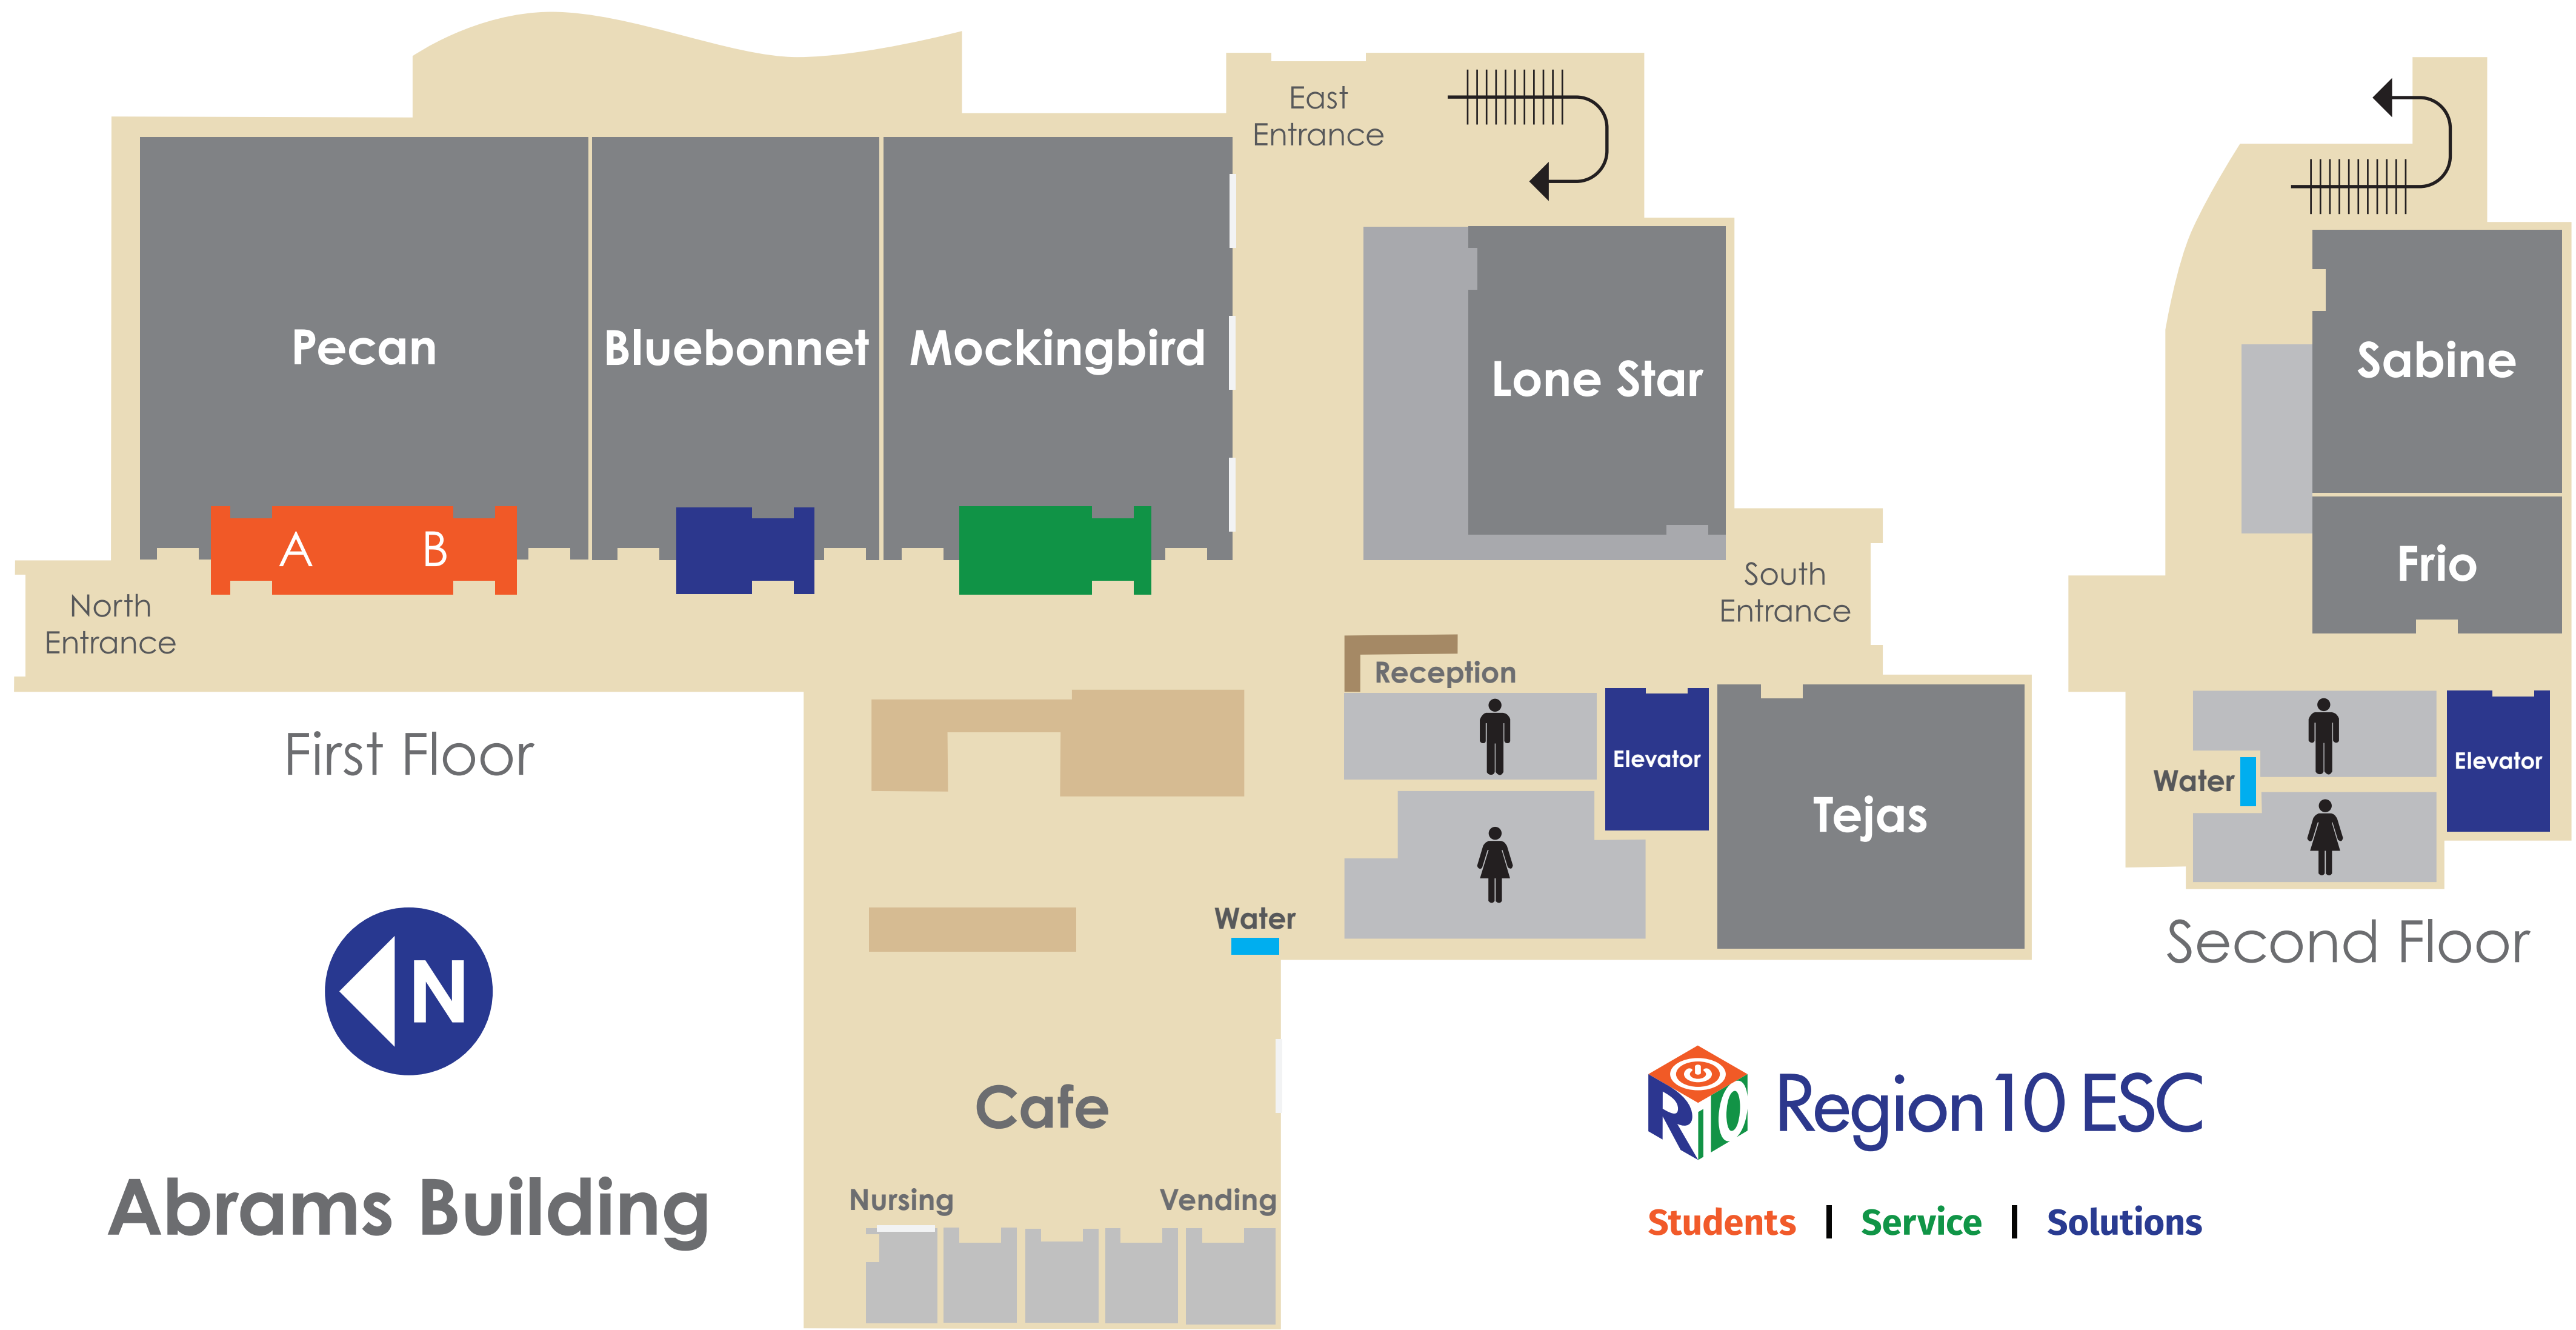 East
Entrance
Pecan
Bluebonnet
Mockingbird
Lone Star
Sabine
A
B
Frio
North
Entrance
South
Entrance
Reception
First Floor
Elevator
Tejas
Water
Elevator
Water
Second Floor
N
Cafe
R10
Region 10 ESC
Abrams Building
Nursing
Vending
Students | Service | Solutions